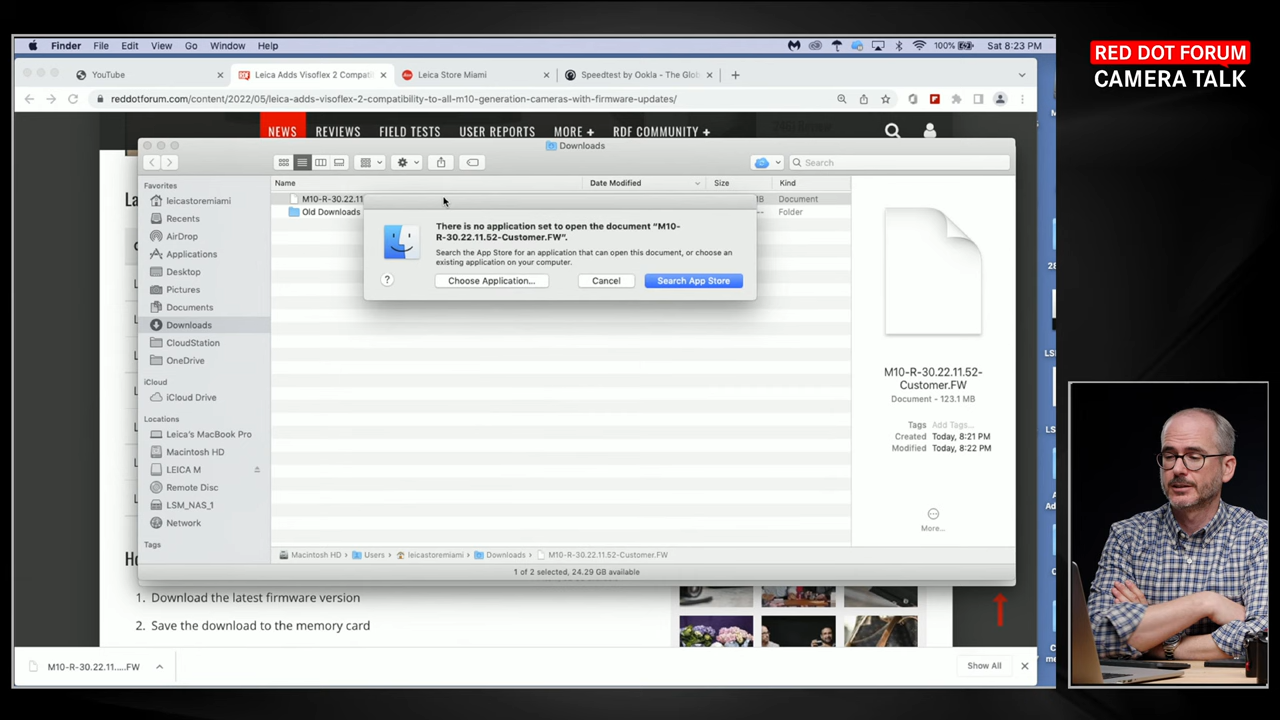 RED DOT FORUM
CAMERA TALK
Finder File Edit View Go Window Help
100% Sat 8:23 PM
YouTube
Leica Adds Visoflex 2 Compati
Leica Store Miami
Speedtest by Ookla - The Glo
reddotforum.com/content/2022/05/leica-adds-visoflex-2-compatibility-to-all-m10-generation-cameras-with-firmware-updates/
NEWS REVIEWS FIELD TESTS USER REPORTS MORE + RDF COMMUNITY +
Downloads
Search
Favorites
leicastoremiami
Recents
AirDrop
Applications
Desktop
Pictures
Documents
Downloads
CloudStation
OneDrive
iCloud
iCloud Drive
Locations
Leica's MacBook Pro
Macintosh HD
LEICA M
Remote Disc
LSM_NAS_1
Network
Tags
Name Date Modified Size Kind
M10-R-30.22.11 Document
Old Downloads -- Folder
There is no application set to open the document “M10-
R-30.22.11.52-Customer.FW”.
Search the App Store for an application that can open this document, or choose an
existing application on your computer.
? Choose Application... Cancel Search App Store
M10-R-30.22.11.52-
Customer.FW
Document - 123.1 MB
Tags Add Tags...
Created Today, 8:21 PM
Modified Today, 8:22 PM
More...
Macintosh HD › Users › leicastoremiami › Downloads › M10-R-30.22.11.52-Customer.FW
1 of 2 selected, 24.29 GB available
1. Download the latest firmware version
2. Save the download to the memory card
M10-R-30.22.11.....FW
Show All